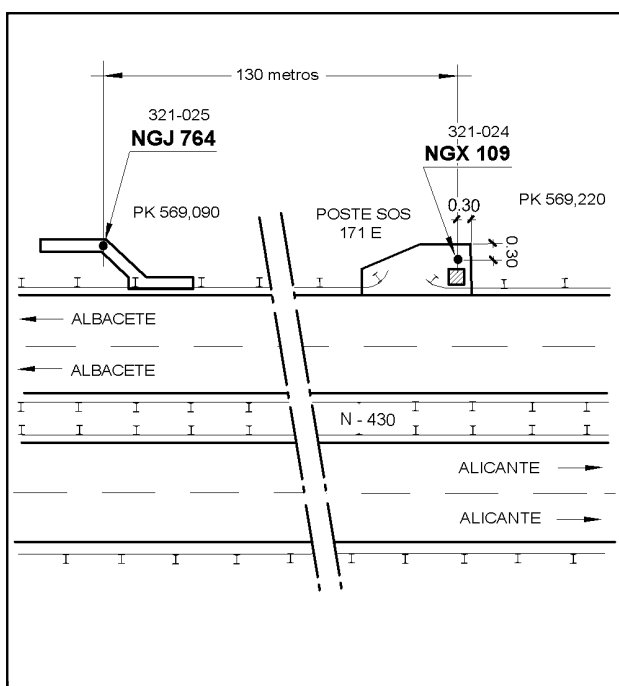 130 metros
321-025
NGJ 764
321-024
NGX 109
PK 569,090
POSTE SOS
171 E
0.30
PK 569,220
0.30
ALBACETE
ALBACETE
N - 430
ALICANTE
ALICANTE